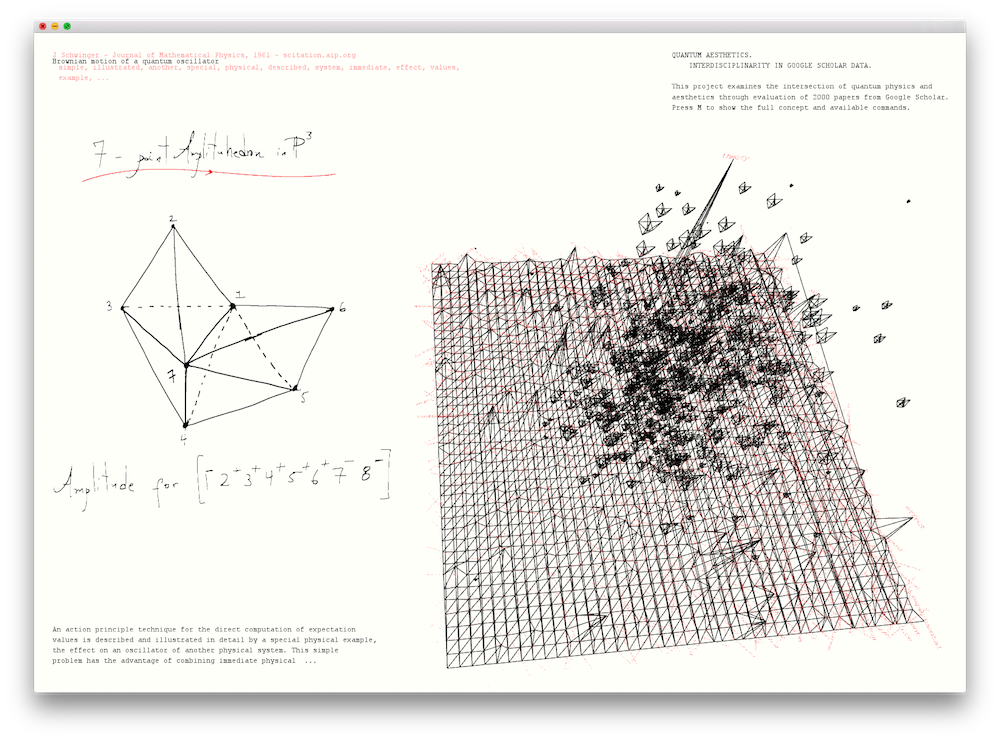 J Schwinger - Journal of Mathematical Physics, 1961 - scitation.aip.org
Brownian motion of a quantum oscillator
simple, illustrated, another, special, physical, described, system, immediate, effect, values,
example, ...
QUANTUM AESTHETICS.
INTERDISCIPLINARITY IN GOOGLE SCHOLAR DATA.
This project examines the intersection of quantum physics and
aesthetics through evaluation of 2000 papers from Google Scholar.
Press M to show the full concept and available commands.
7 - point Amplituhedron in P³
2
3
1
6
7
5
4
Amplitude for [1⁻ 2⁺ 3⁺ 4⁺ 5⁺ 6⁺ 7⁻ 8⁻]
theory
An action principle technique for the direct computation of expectation
values is described and illustrated in detail by a special physical example,
the effect on an oscillator of another physical system. This simple
problem has the advantage of combining immediate physical ...